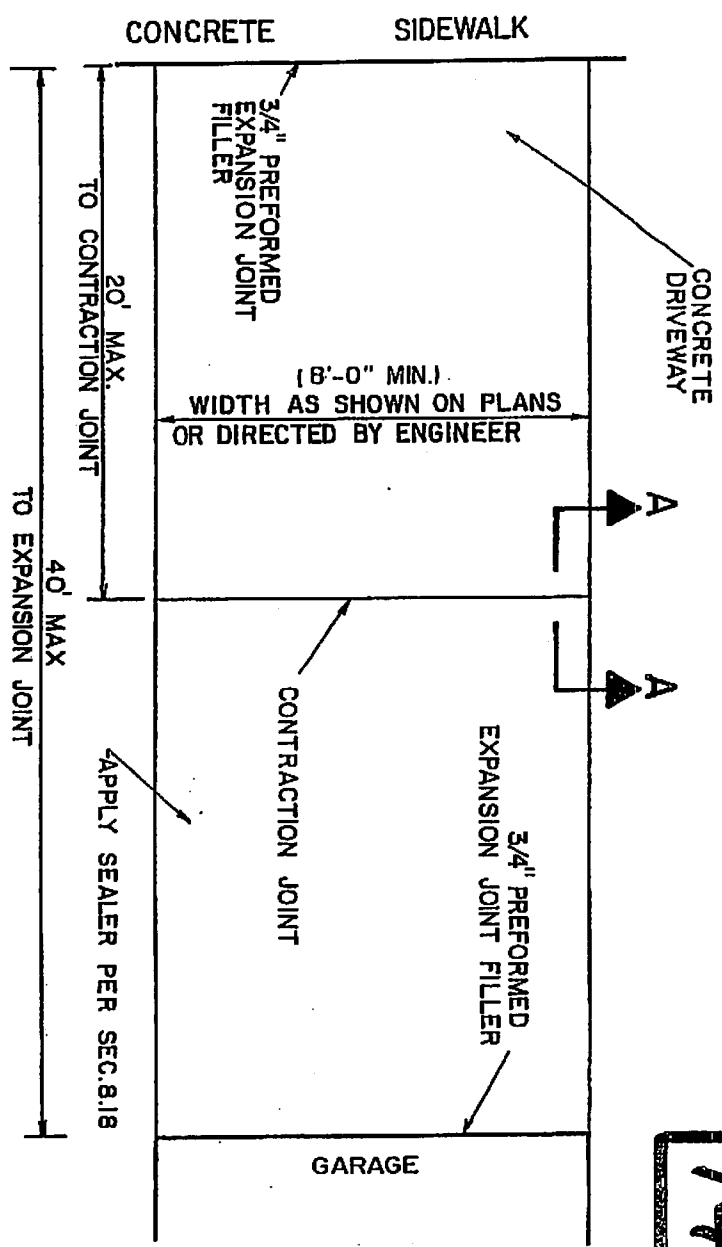 CONCRETE SIDEWALK
3/4" PREFORMED
EXPANSION JOINT
FILLER
CONCRETE
DRIVEWAY
20' MAX.
TO CONTRACTION JOINT
(8'-0" MIN.)
WIDTH AS SHOWN ON PLANS
OR DIRECTED BY ENGINEER
A
A
40' MAX
TO EXPANSION JOINT
CONTRACTION JOINT
3/4" PREFORMED
EXPANSION JOINT FILLER
APPLY SEALER PER SEC.8.18
GARAGE